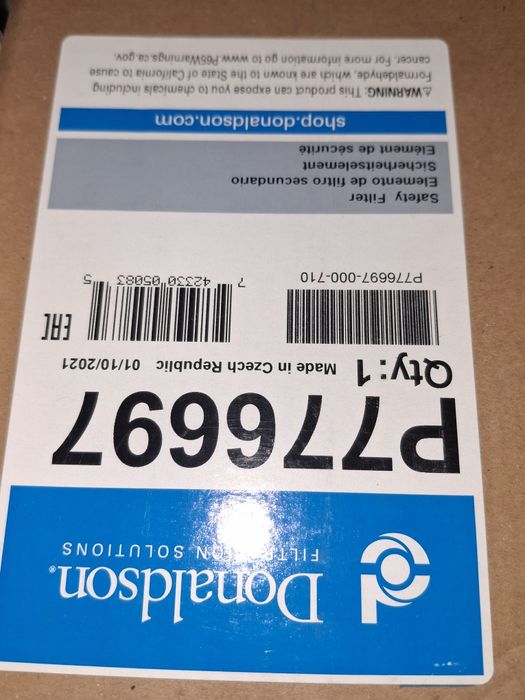 Donaldson®
FILTRATION SOLUTIONS
P776697
Qty: 1 Made in Czech Republic 01/10/2021
P776697-000-710
7 42330 05083 5
EAC
Safety Filter
Elemento de filtro secundario
Sicherheitselement
Elément de sécurité
shop.donaldson.com
⚠WARNING: This product can expose you to chemicals including
Formaldehyde, which are known to the State of California to cause
cancer. For more information go to www.P65Warnings.ca.gov.